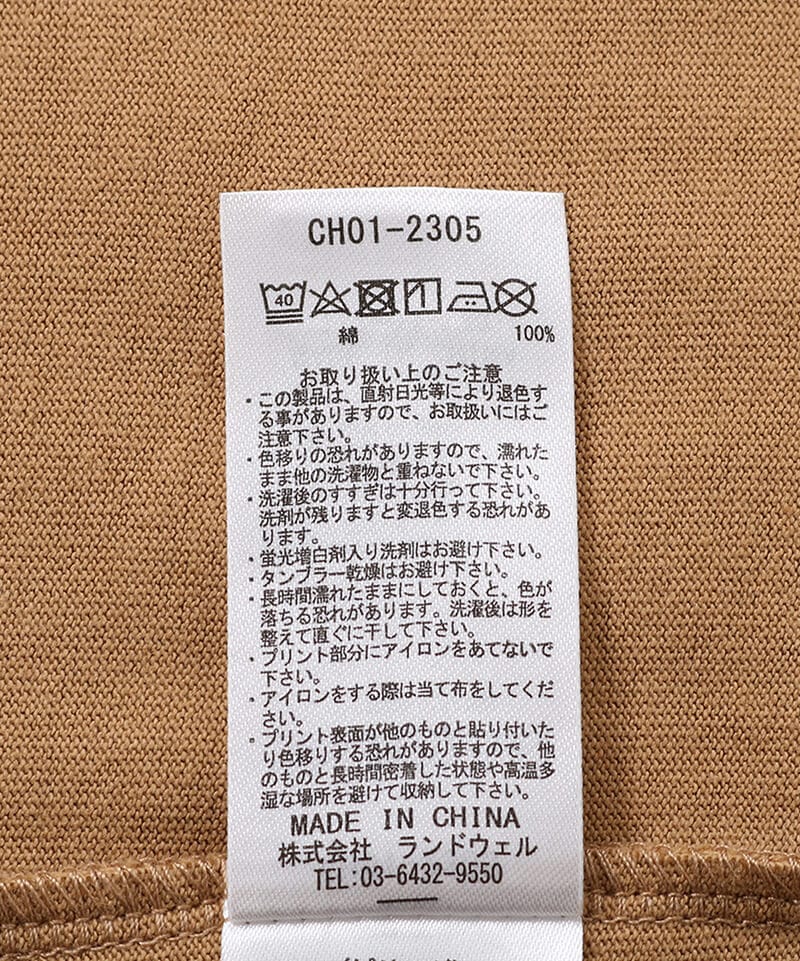 CH01-2305
40
綿 100%
お取り扱い上のご注意
・この製品は、直射日光等により退色す
る事がありますので、お取扱いにはご
注意下さい。
・色移りの恐れがありますので、濡れた
まま他の洗濯物と重ねないで下さい。
・洗濯後のすすぎは十分行って下さい。
洗剤が残りますと変退色する恐れがあ
ります。
・蛍光増白剤入り洗剤はお避け下さい。
・タンブラー乾燥はお避け下さい。
・長時間濡れたままにしておくと、色が
落ちる恐れがあります。洗濯後は形を
整えて直ぐに干して下さい。
・プリント部分にアイロンをあてないで
下さい。
・アイロンをする際は当て布をしてくだ
さい。
・プリント表面が他のものと貼り付いた
り色移りする恐れがありますので、他
のものと長時間密着した状態や高温多
湿な場所を避けて収納して下さい。
MADE IN CHINA
株式会社 ランドウェル
TEL:03-6432-9550